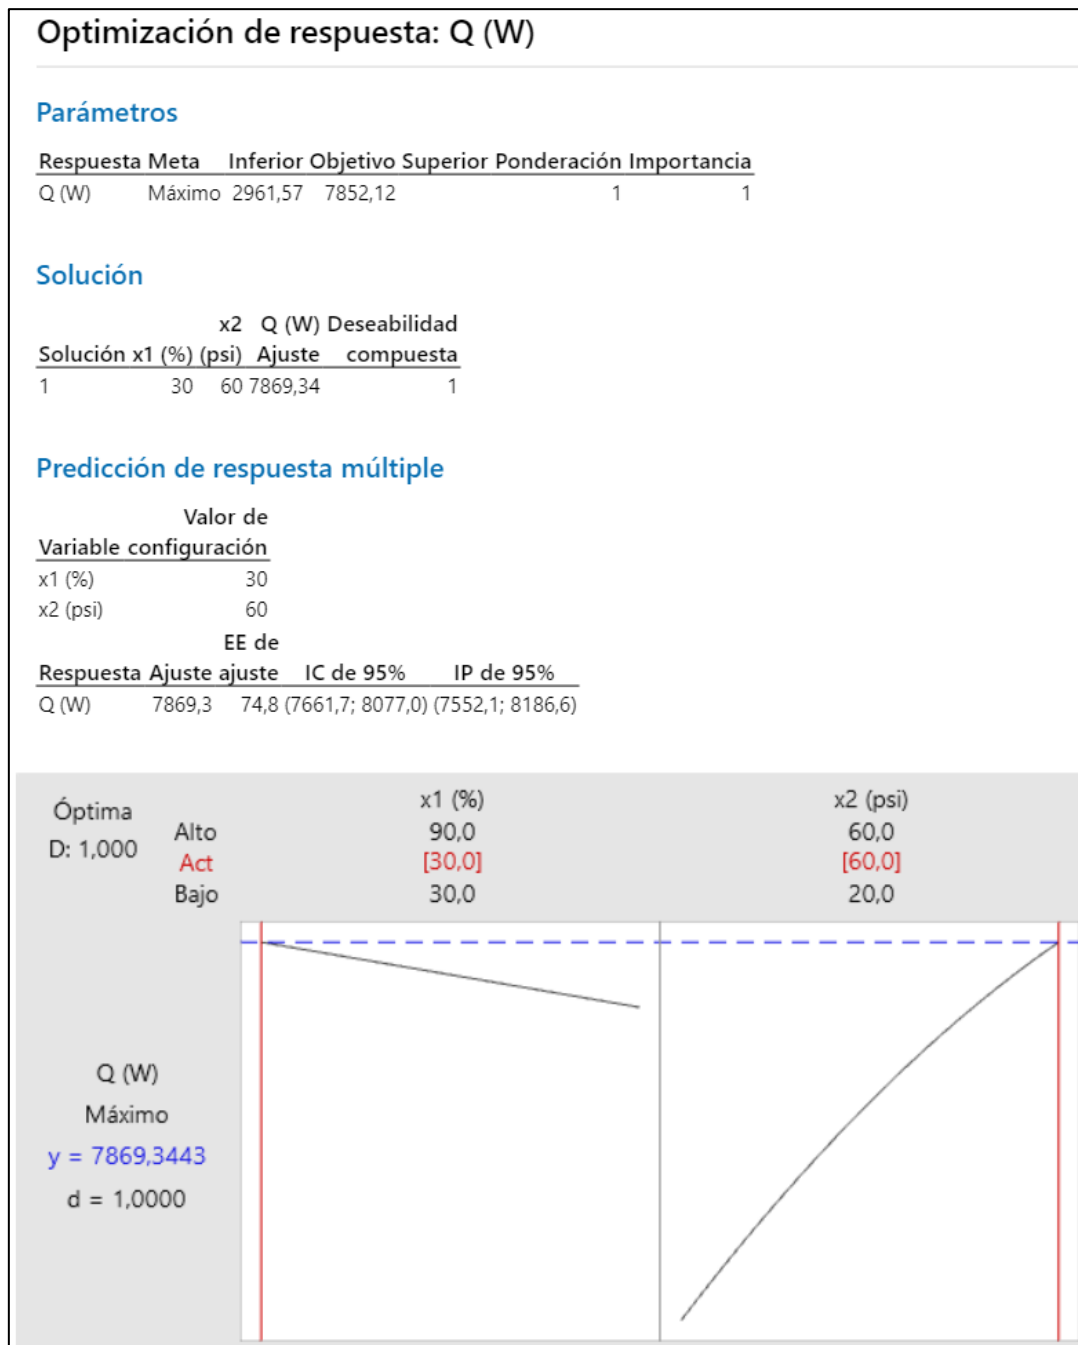 Optimización de respuesta: Q (W)
Parámetros
Respuesta Meta Inferior Objetivo Superior Ponderación Importancia
Q (W) Máximo 2961,57 7852,12 1 1
Solución
x2 Q (W) Deseabilidad
Solución x1 (%) (psi) Ajuste compuesta
1 30 60 7869,34 1
Predicción de respuesta múltiple
Valor de
Variable configuración
x1 (%) 30
x2 (psi) 60
EE de
Respuesta Ajuste ajuste IC de 95% IP de 95%
Q (W) 7869,3 74,8 (7661,7; 8077,0) (7552,1; 8186,6)
x1 (%) x2 (psi)
Óptima
Alto 90,0 60,0
D: 1,000
Act [30,0] [60,0]
Bajo 30,0 20,0
Q (W)
Máximo
y = 7869,3443
d = 1,0000